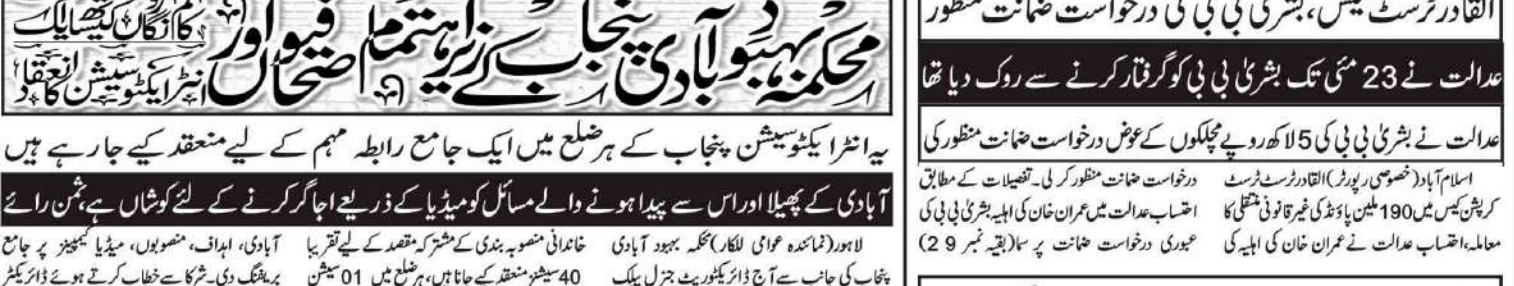 القادر ٹرسٹ کیس، بشریٰ بی بی کی درخواست ضمانت منظور
عدالت نے 23 مئی تک بشریٰ بی بی کو گرفتار کرنے سے روک دیا تھا
عدالت نے بشریٰ بی بی کی 5 لاکھ روپے مچلکوں کے عوض درخواست ضمانت منظور کی
اسلام آباد (خصوصی رپورٹر) القادر ٹرسٹ ٹرسٹ
کرپشن کیس میں 190 ملین پاؤنڈ کی غیر قانونی منتقلی کا
معاملہ، احتساب عدالت نے عمران خان کی اہلیہ کی
درخواست ضمانت منظور کر لی۔ تفصیلات کے مطابق
احتساب عدالت میں عمران خان کی اہلیہ بشریٰ بی بی کی
عبوری درخواست ضمانت پر سما (بقیہ نمبر 29)
محکمہ بہبود آبادی پنجاب کے زیر اہتمام صحافیوں اور
انٹرایکٹو سیشن کا انعقاد
یہ انٹرایکٹو سیشن پنجاب کے ہر ضلع میں ایک جامع رابطہ مہم کے لیے منعقد کیے جا رہے ہیں
آبادی کے پھیلا اور اس سے پیدا ہونے والے مسائل کو میڈیا کے ذریعے اجاگر کرنے کے لئے کوشاں ہے، ثمن رائے
لاہور (نمائندہ عوامی للکار) محکمہ بہبود آبادی
پنجاب کی جانب سے آج ڈائریکٹوریٹ جنرل پبلک
خاندانی منصوبہ بندی کے مشترکہ مقصد کے لیے تقریبا
40 سیشنز منعقد کیے جانا ہیں، ہر ضلع میں 01 سیشن
آبادی، اہداف، منصوبوں، میڈیا کیمپینز پر جامع
بریفنگ دی۔ شرکا سے خطاب کرتے ہوئے ڈائریکٹر